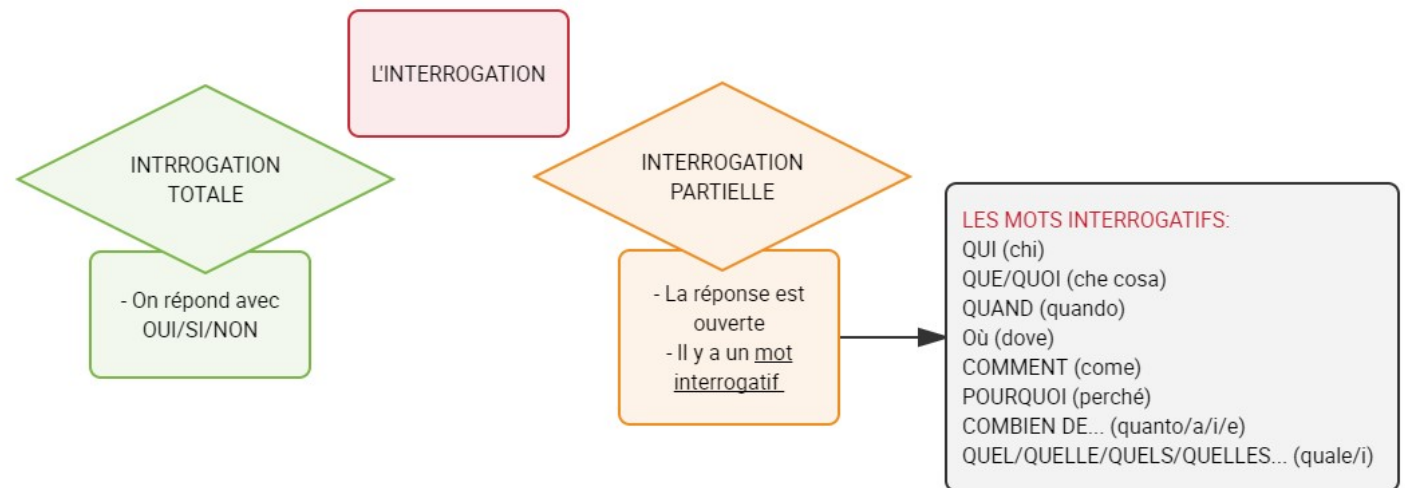 L'INTERROGATION
INTRROGATION
TOTALE
- On répond avec
OUI/SI/NON
INTERROGATION
PARTIELLE
- La réponse est
ouverte
- Il y a un mot
interrogatif
LES MOTS INTERROGATIFS:
QUI (chi)
QUE/QUOI (che cosa)
QUAND (quando)
Où (dove)
COMMENT (come)
POURQUOI (perché)
COMBIEN DE... (quanto/a/i/e)
QUEL/QUELLE/QUELS/QUELLES... (quale/i)